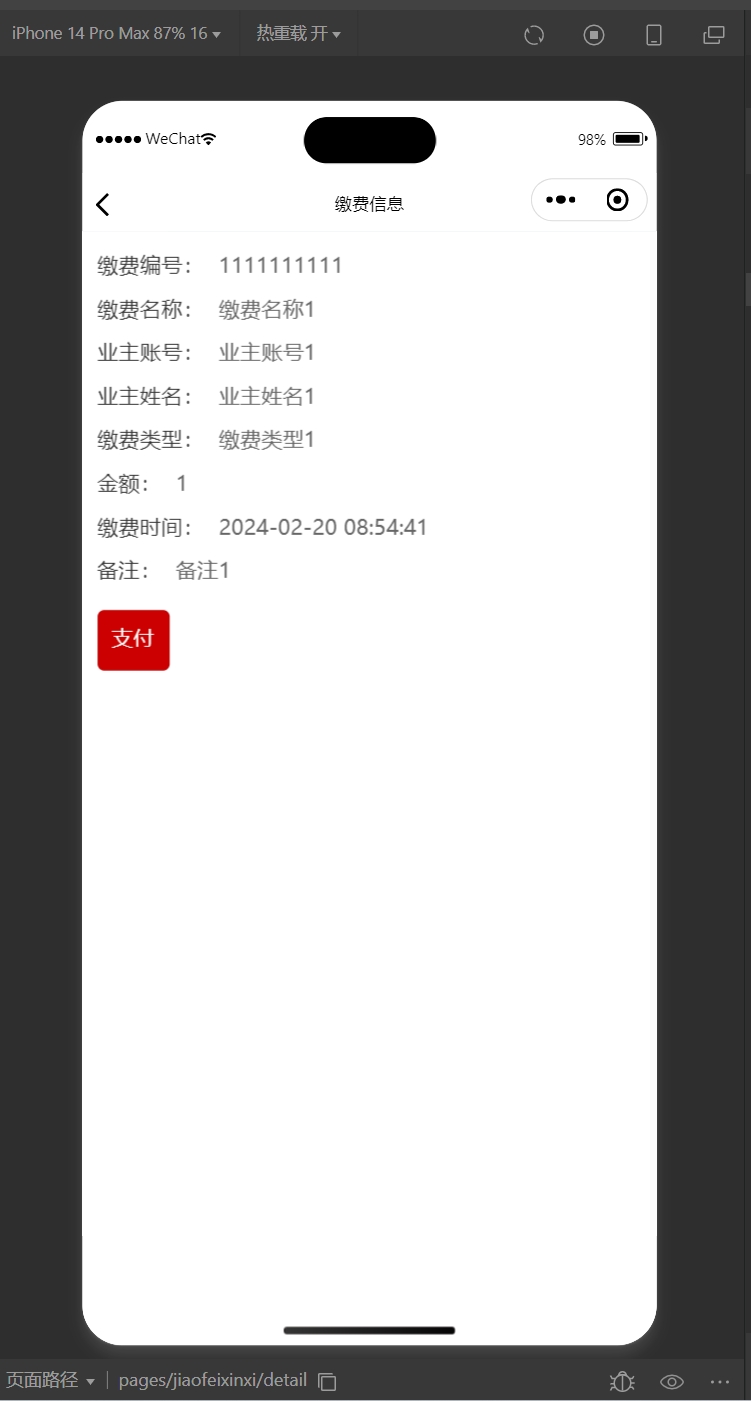 iPhone 14 Pro Max 87% 16
热重载 开
WeChat
98%
缴费信息
缴费编号： 1111111111
缴费名称： 缴费名称1
业主账号： 业主账号1
业主姓名： 业主姓名1
缴费类型： 缴费类型1
金额： 1
缴费时间： 2024-02-20 08:54:41
备注： 备注1
支付
页面路径
pages/jiaofeixinxi/detail